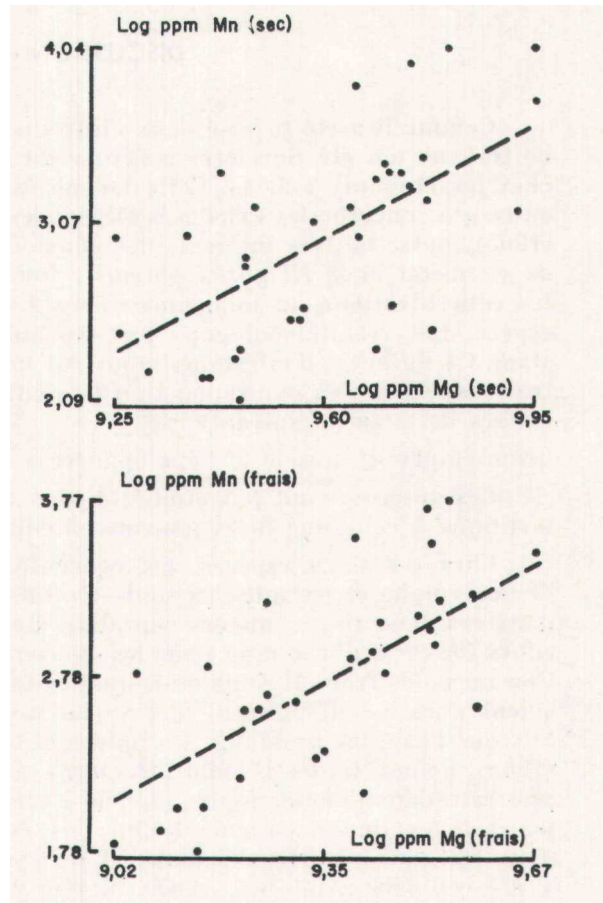 Log ppm Mn (sec)
4,04
3,07
2,09
Log ppm Mg (sec)
9,25 9,60 9,95
Log ppm Mn (frais)
3,77
2,78
1,78
Log ppm Mg (frais)
9,02 9,35 9,67